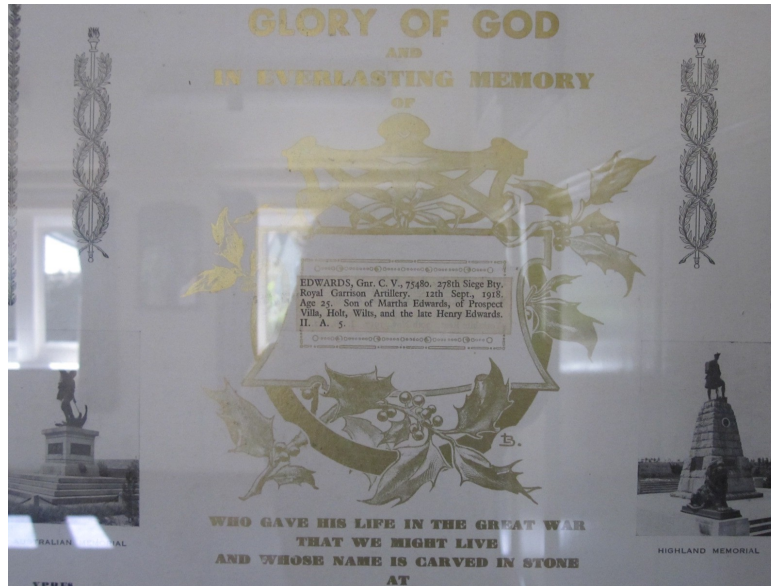 GLORY OF GOD
AND
IN EVERLASTING MEMORY
OF
EDWARDS, Gnr. C. V., 75480. 278th Siege Bty.
Royal Garrison Artillery. 12th Sept., 1918.
Age 25. Son of Martha Edwards, of Prospect
Villa, Holt, Wilts, and the late Henry Edwards.
II. A. 5.
WHO GAVE HIS LIFE IN THE GREAT WAR
THAT WE MIGHT LIVE
AND WHOSE NAME IS CARVED IN STONE
AT
HIGHLAND MEMORIAL
YPRES